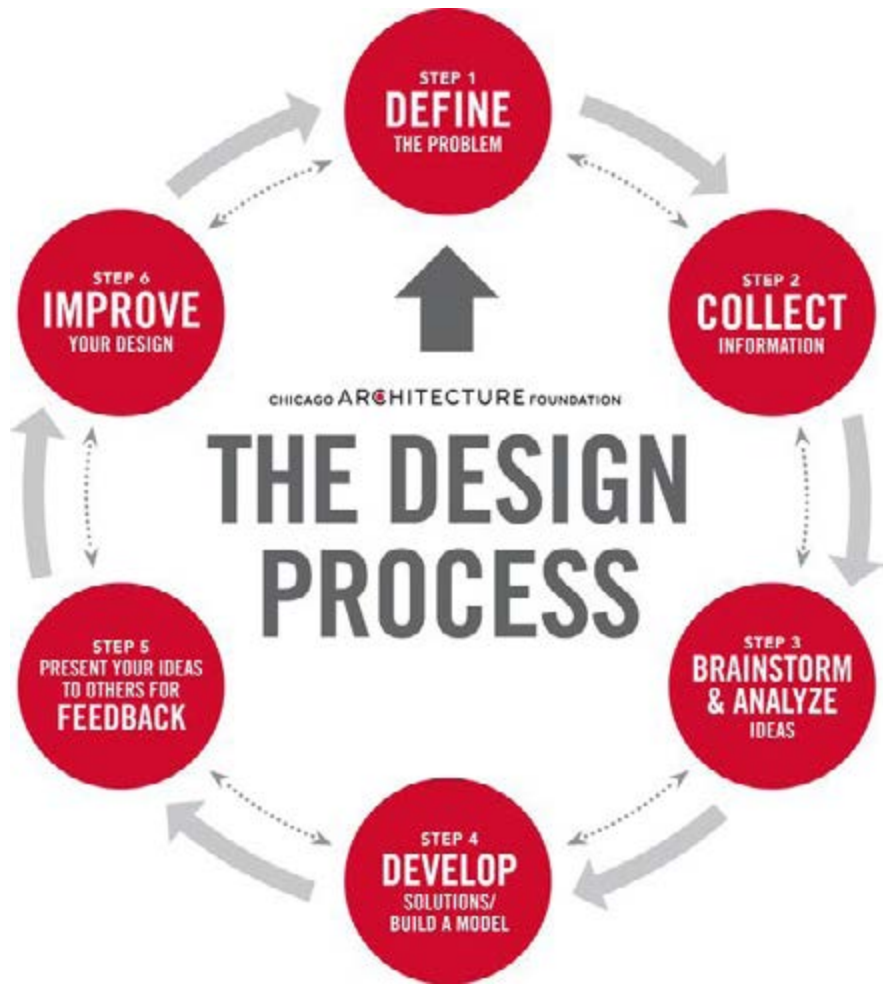 STEP 1
DEFINE
THE PROBLEM
STEP 2
COLLECT
INFORMATION
STEP 3
BRAINSTORM
& ANALYZE
IDEAS
STEP 4
DEVELOP
SOLUTIONS/
BUILD A MODEL
STEP 5
PRESENT YOUR IDEAS
TO OTHERS FOR
FEEDBACK
STEP 6
IMPROVE
YOUR DESIGN
CHICAGO ARCHITECTURE FOUNDATION
THE DESIGN
PROCESS